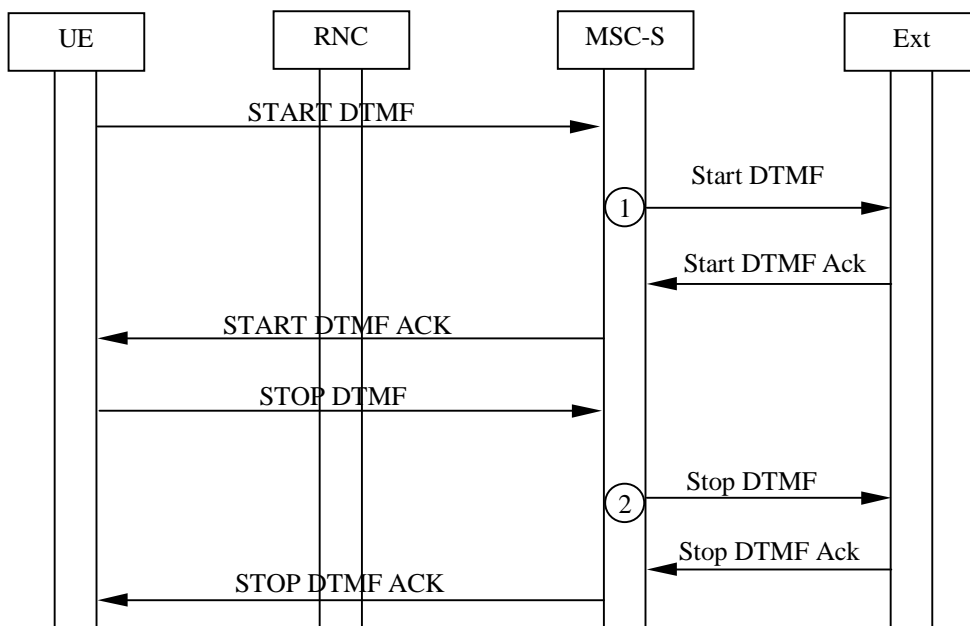 UE
RNC
MSC-S
Ext
START DTMF
Start DTMF
1
Start DTMF Ack
START DTMF ACK
STOP DTMF
Stop DTMF
2
Stop DTMF Ack
STOP DTMF ACK